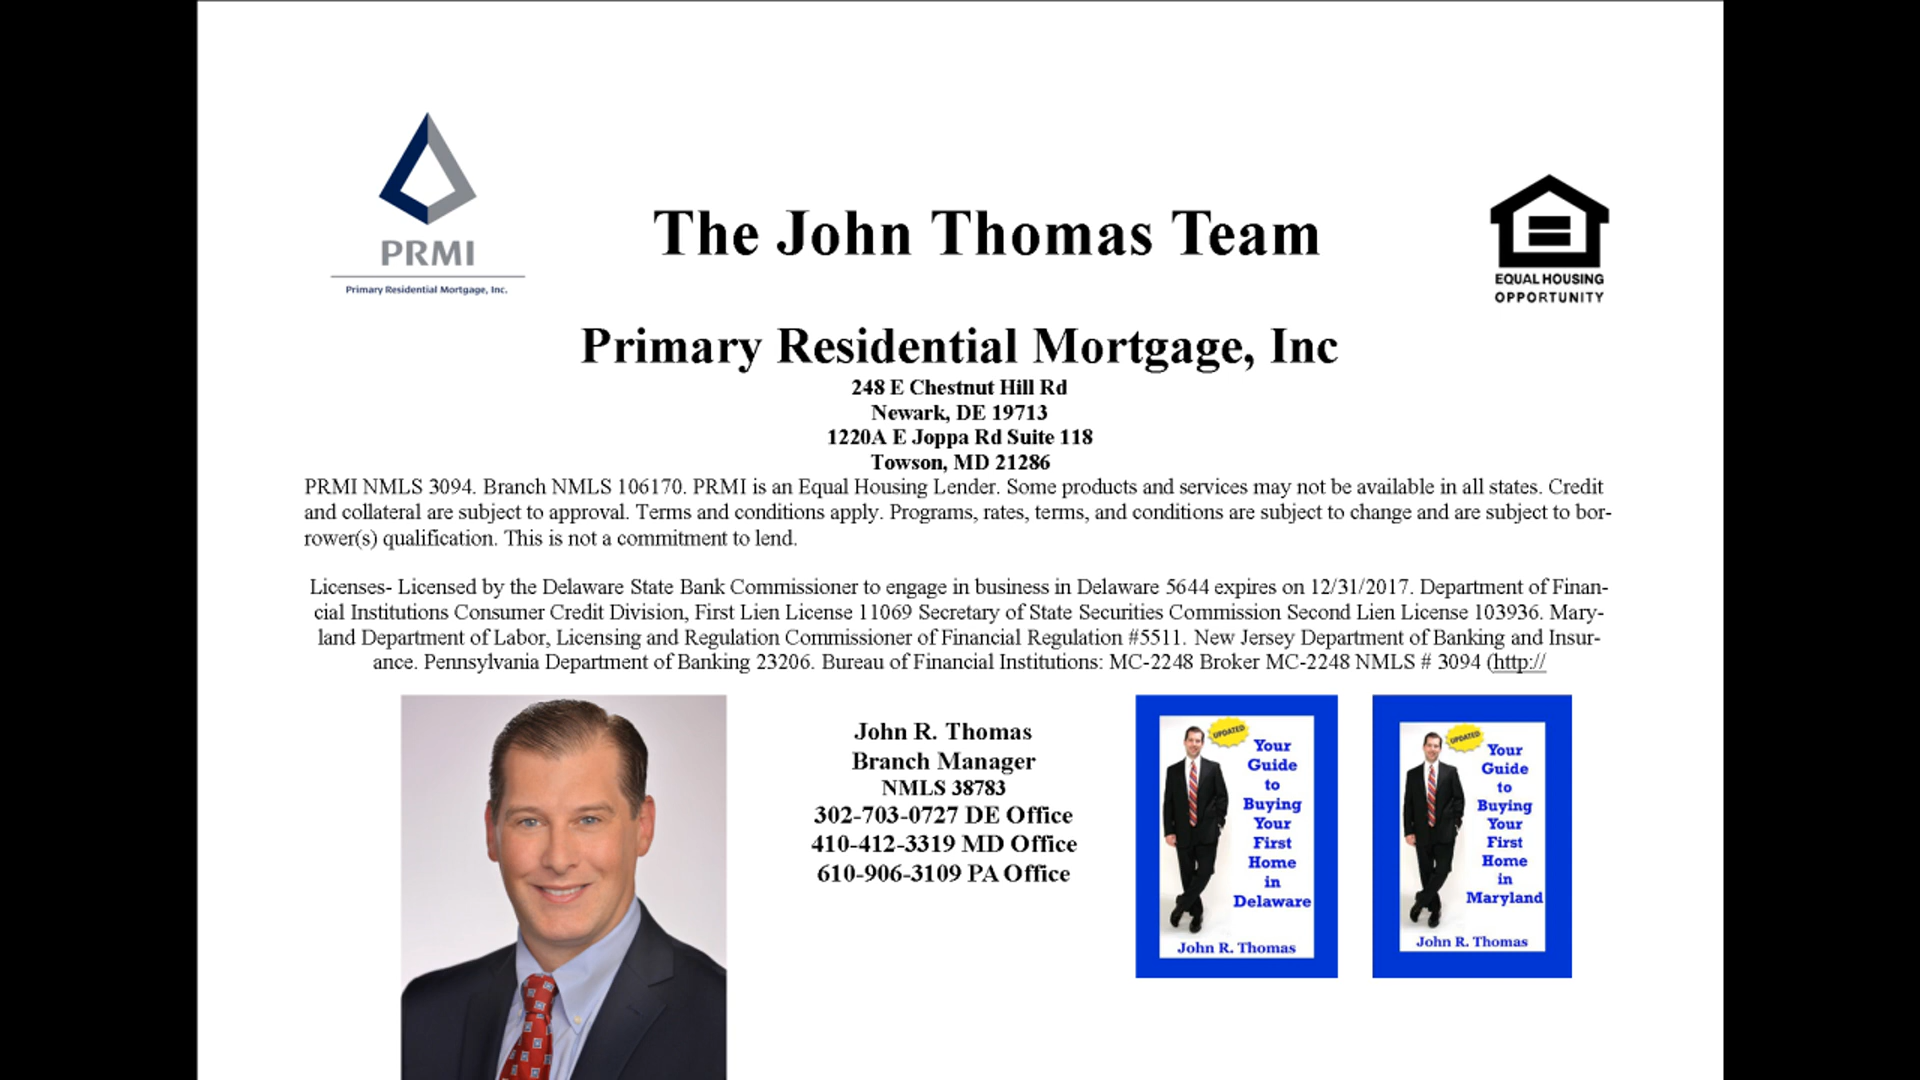 PRMI
Primary Residential Mortgage, Inc.
The John Thomas Team
EQUAL HOUSING
OPPORTUNITY
Primary Residential Mortgage, Inc
248 E Chestnut Hill Rd
Newark, DE 19713
1220A E Joppa Rd Suite 118
Towson, MD 21286
PRMI NMLS 3094. Branch NMLS 106170. PRMI is an Equal Housing Lender. Some products and services may not be available in all states. Credit
and collateral are subject to approval. Terms and conditions apply. Programs, rates, terms, and conditions are subject to change and are subject to bor-
rower(s) qualification. This is not a commitment to lend.
Licenses- Licensed by the Delaware State Bank Commissioner to engage in business in Delaware 5644 expires on 12/31/2017. Department of Finan-
cial Institutions Consumer Credit Division, First Lien License 11069 Secretary of State Securities Commission Second Lien License 103936. Mary-
land Department of Labor, Licensing and Regulation Commissioner of Financial Regulation #5511. New Jersey Department of Banking and Insur-
ance. Pennsylvania Department of Banking 23206. Bureau of Financial Institutions: MC-2248 Broker MC-2248 NMLS # 3094 (http://
John R. Thomas
Branch Manager
NMLS 38783
302-703-0727 DE Office
410-412-3319 MD Office
610-906-3109 PA Office
UPDATED
Your
Guide
to
Buying
Your
First
Home
in
Delaware
John R. Thomas
UPDATED
Your
Guide
to
Buying
Your
First
Home
in
Maryland
John R. Thomas